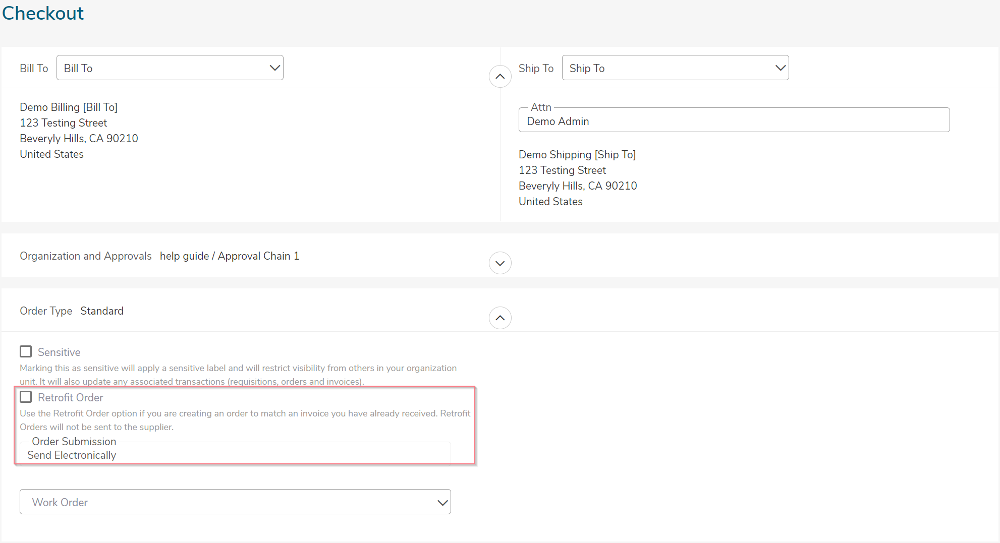 Checkout
Bill To
Bill To
Ship To
Ship To
Demo Billing [Bill To]
123 Testing Street
Beveryly Hills, CA 90210
United States
Attn
Demo Admin
Demo Shipping [Ship To]
123 Testing Street
Beveryly Hills, CA 90210
United States
Organization and Approvals help guide / Approval Chain 1
Order Type Standard
Sensitive
Marking this as sensitive will apply a sensitive label and will restrict visibility from others in your organization
unit. It will also update any associated transactions (requisitions, orders and invoices).
Retrofit Order
Use the Retrofit Order option if you are creating an order to match an invoice you have already received. Retrofit
Orders will not be sent to the supplier.
Order Submission
Send Electronically
Work Order